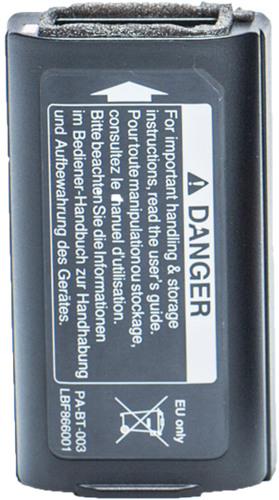 DANGER
For important handling & storage
instructions, read the user's guide.
Pour toute manipulation ou stockage,
consultez le manuel d'utilisation.
Bitte beachten Sie die Informationen
im Bediener-Handbuch zur Handhabung
und Aufbewahrung des Gerätes.
EU only
PA-BT-003
LBF866001